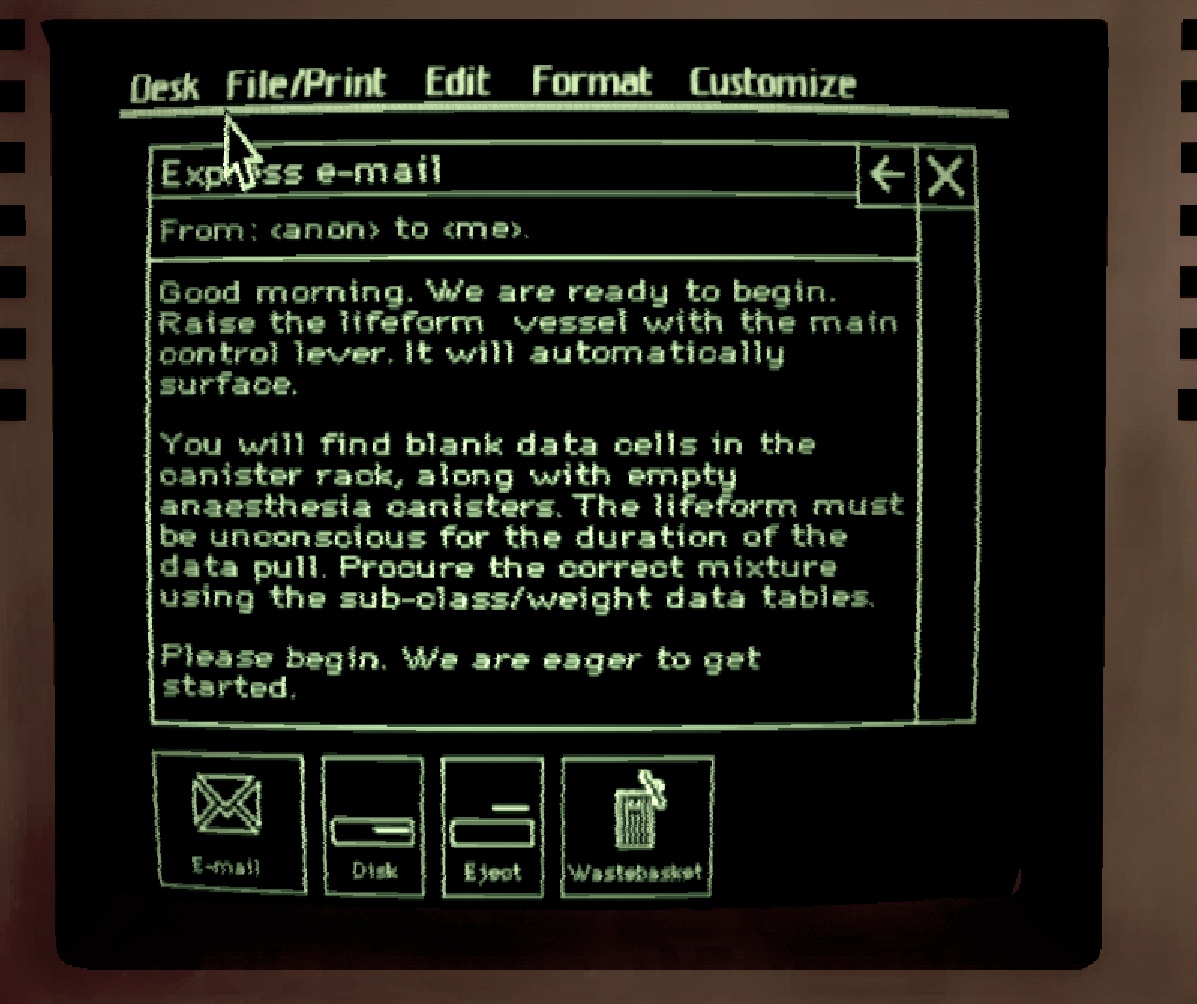 Desk File/Print Edit Format Customize
Express e-mail
From: <anon> to <me>.
Good morning. We are ready to begin.
Raise the lifeform vessel with the main
control lever. It will automatically
surface.
You will find blank data cells in the
canister rack, along with empty
anaesthesia canisters. The lifeform must
be unconscious for the duration of the
data pull. Procure the correct mixture
using the sub-class/weight data tables.
Please begin. We are eager to get
started.
E-mail Disk Eject Wastebasket